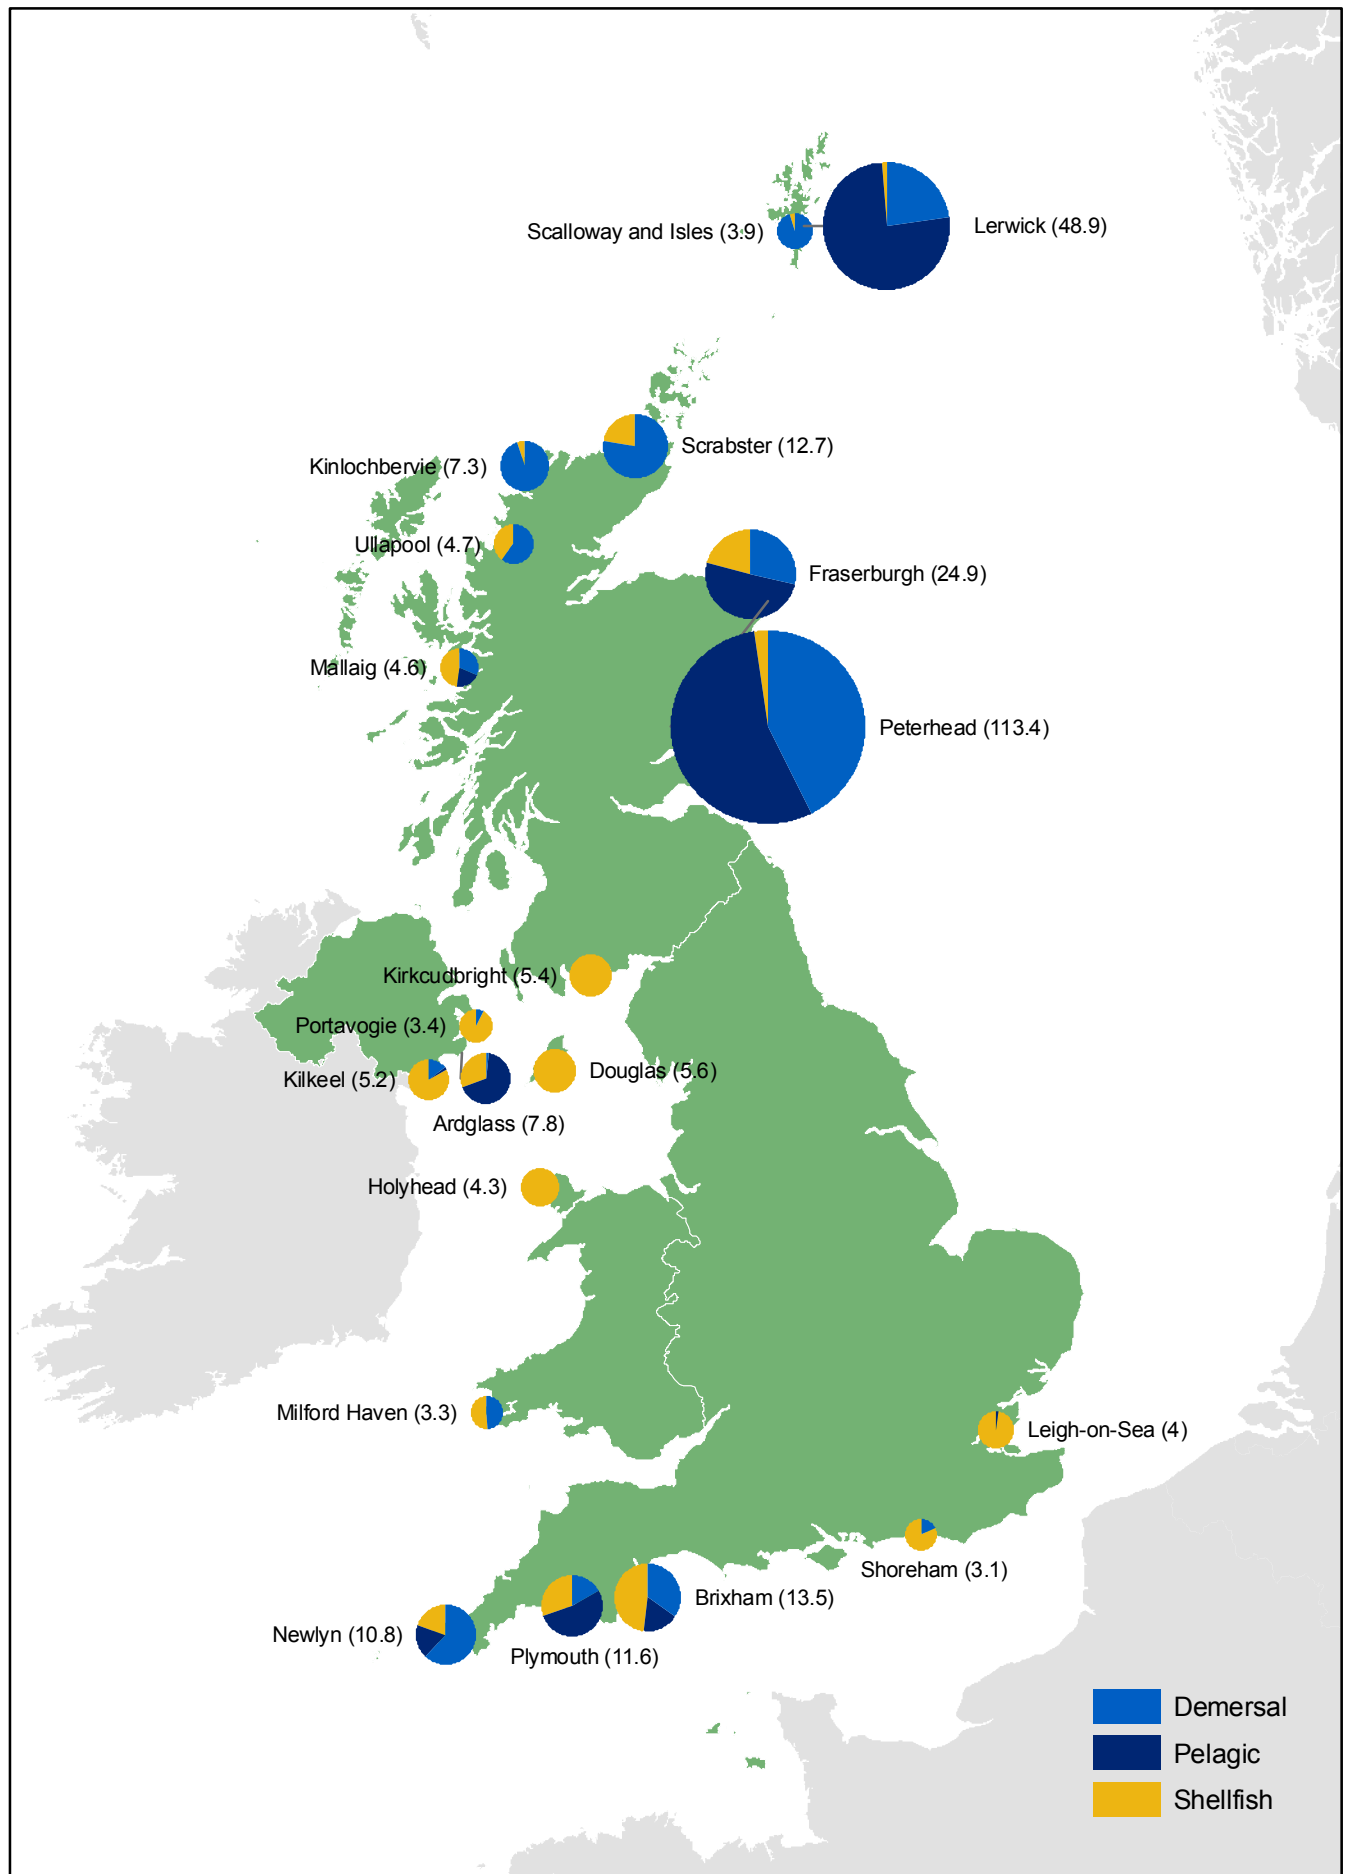 Scalloway and Isles (3.9)
Lerwick (48.9)
Scrabster (12.7)
Kinlochbervie (7.3)
Ullapool (4.7)
Fraserburgh (24.9)
Mallaig (4.6)
Peterhead (113.4)
Kirkcudbright (5.4)
Portavogie (3.4)
Douglas (5.6)
Kilkeel (5.2)
Ardglass (7.8)
Holyhead (4.3)
Milford Haven (3.3)
Leigh-on-Sea (4)
Shoreham (3.1)
Brixham (13.5)
Newlyn (10.8)
Plymouth (11.6)
Demersal
Pelagic
Shellfish